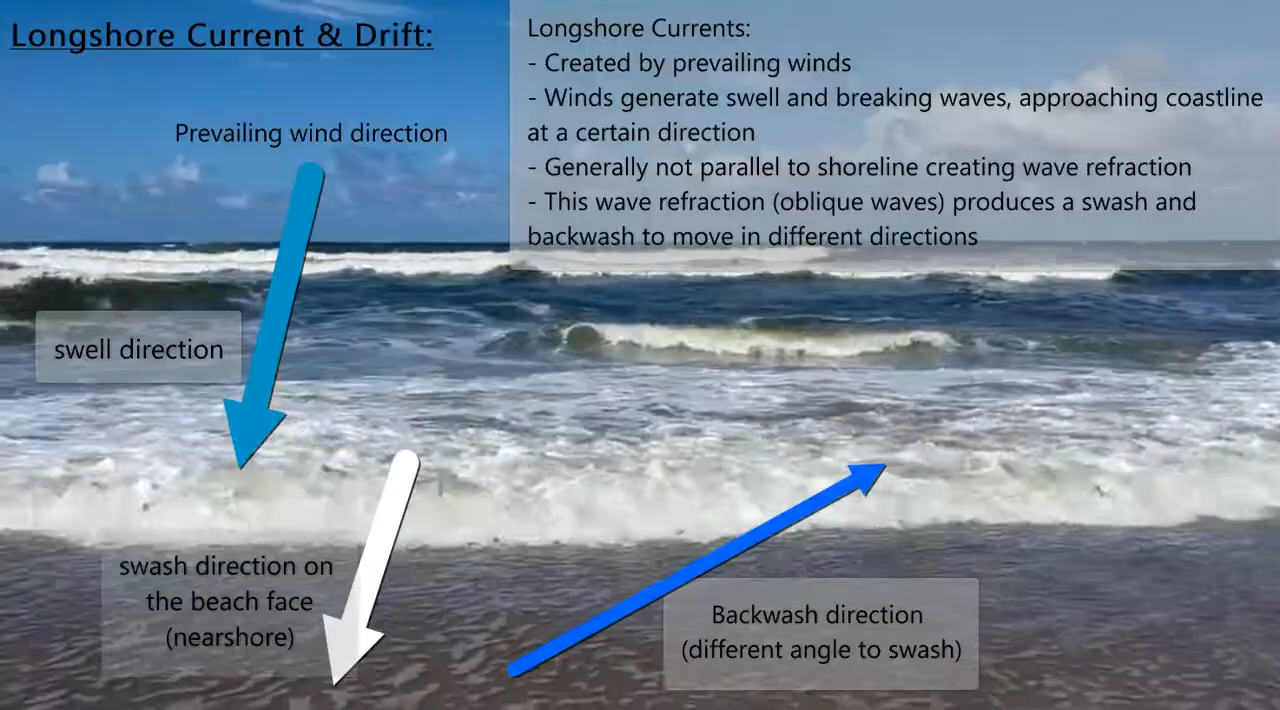 Longshore Current & Drift:
Longshore Currents:
- Created by prevailing winds
- Winds generate swell and breaking waves, approaching coastline
at a certain direction
- Generally not parallel to shoreline creating wave refraction
- This wave refraction (oblique waves) produces a swash and
backwash to move in different directions
Prevailing wind direction
swell direction
swash direction on
the beach face
(nearshore)
Backwash direction
(different angle to swash)